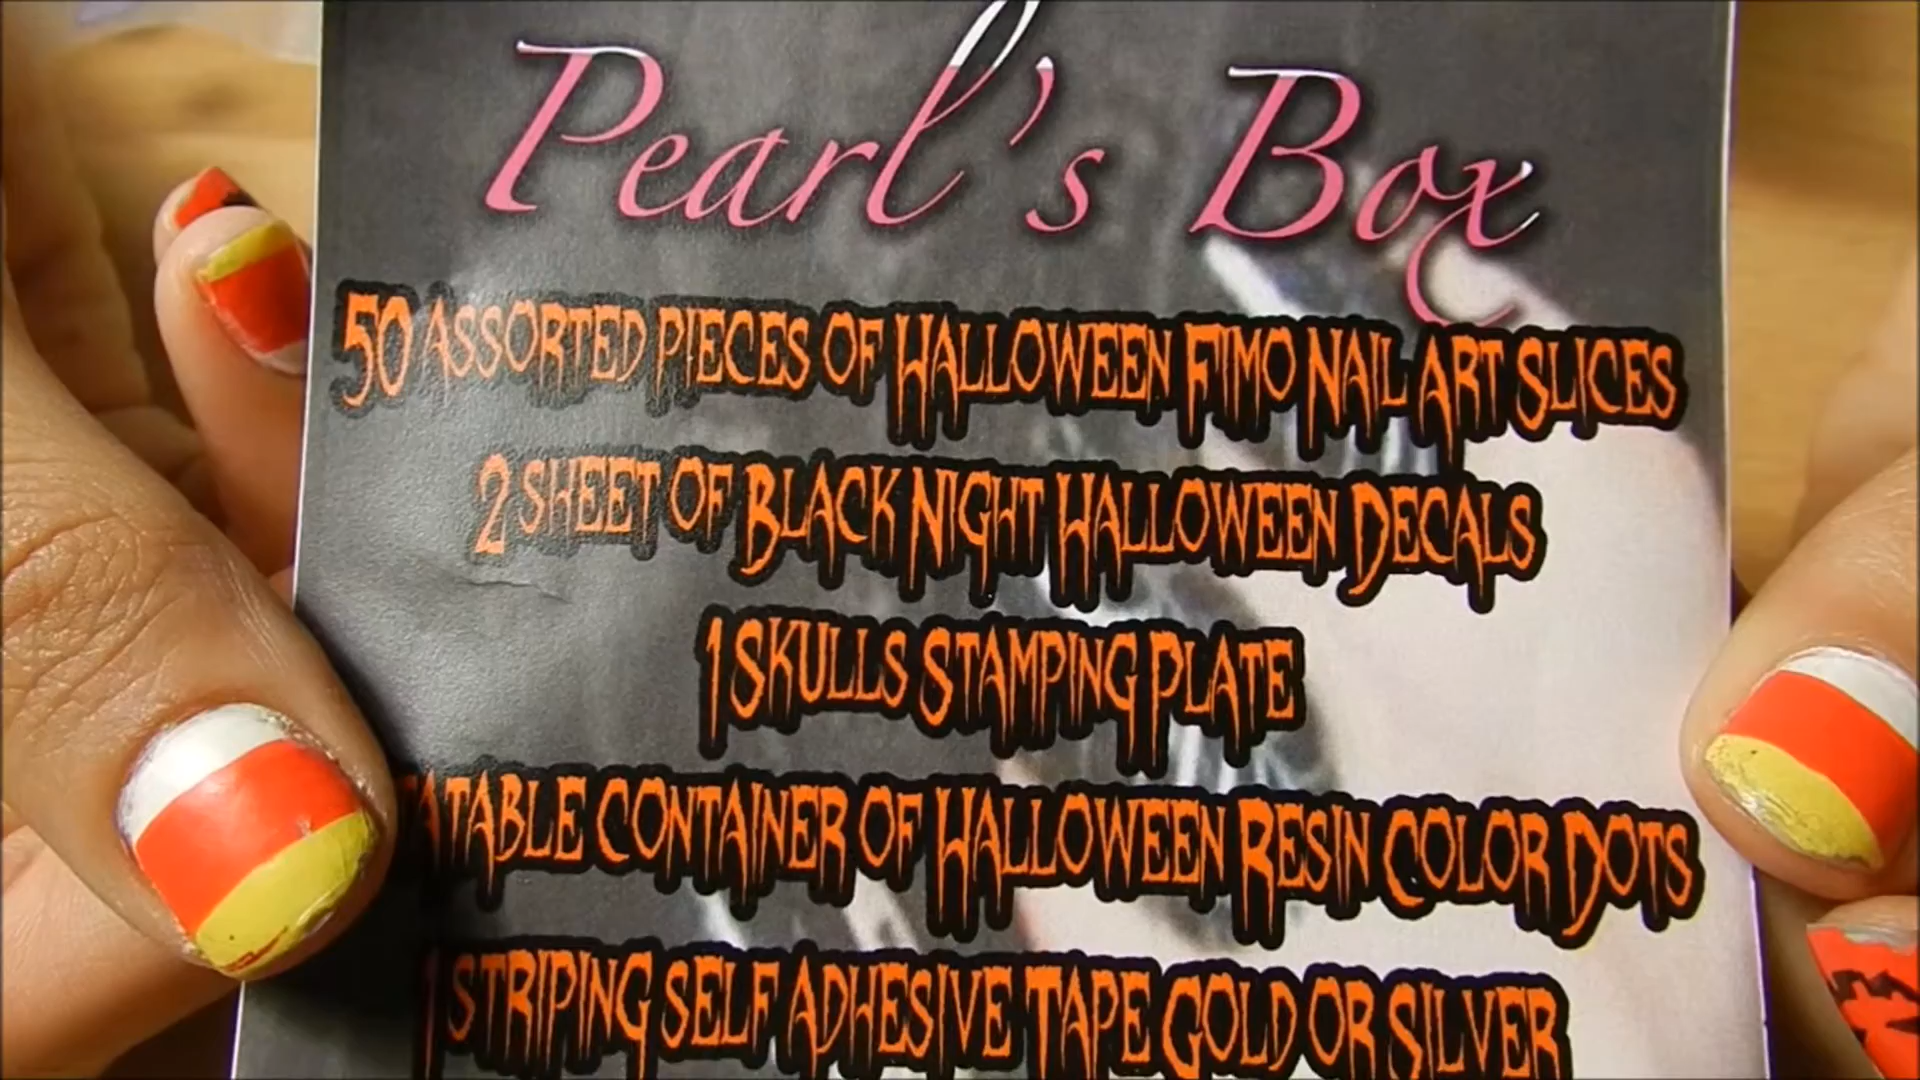 Pearl's Box
50 Assorted Pieces of Halloween Fimo Nail Art Slices
2 Sheet of Black Night Halloween Decals
1 Skulls Stamping Plate
Container of Halloween Resin Color Dots
1 Striping Self Adhesive Tape Gold or Silver